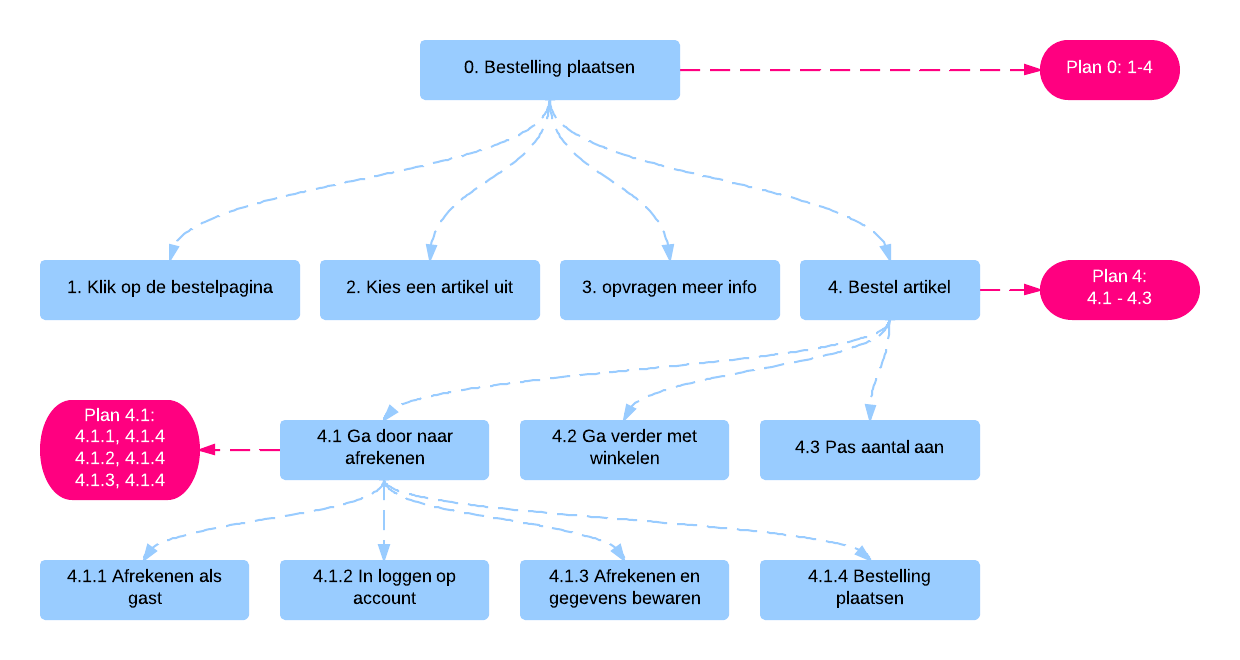 0. Bestelling plaatsen
Plan 0: 1-4
1. Klik op de bestelpagina
2. Kies een artikel uit
3. opvragen meer info
4. Bestel artikel
Plan 4:
4.1 - 4.3
Plan 4.1:
4.1.1, 4.1.4
4.1.2, 4.1.4
4.1.3, 4.1.4
4.1 Ga door naar
afrekenen
4.2 Ga verder met
winkelen
4.3 Pas aantal aan
4.1.1 Afrekenen als
gast
4.1.2 In loggen op
account
4.1.3 Afrekenen en
gegevens bewaren
4.1.4 Bestelling
plaatsen